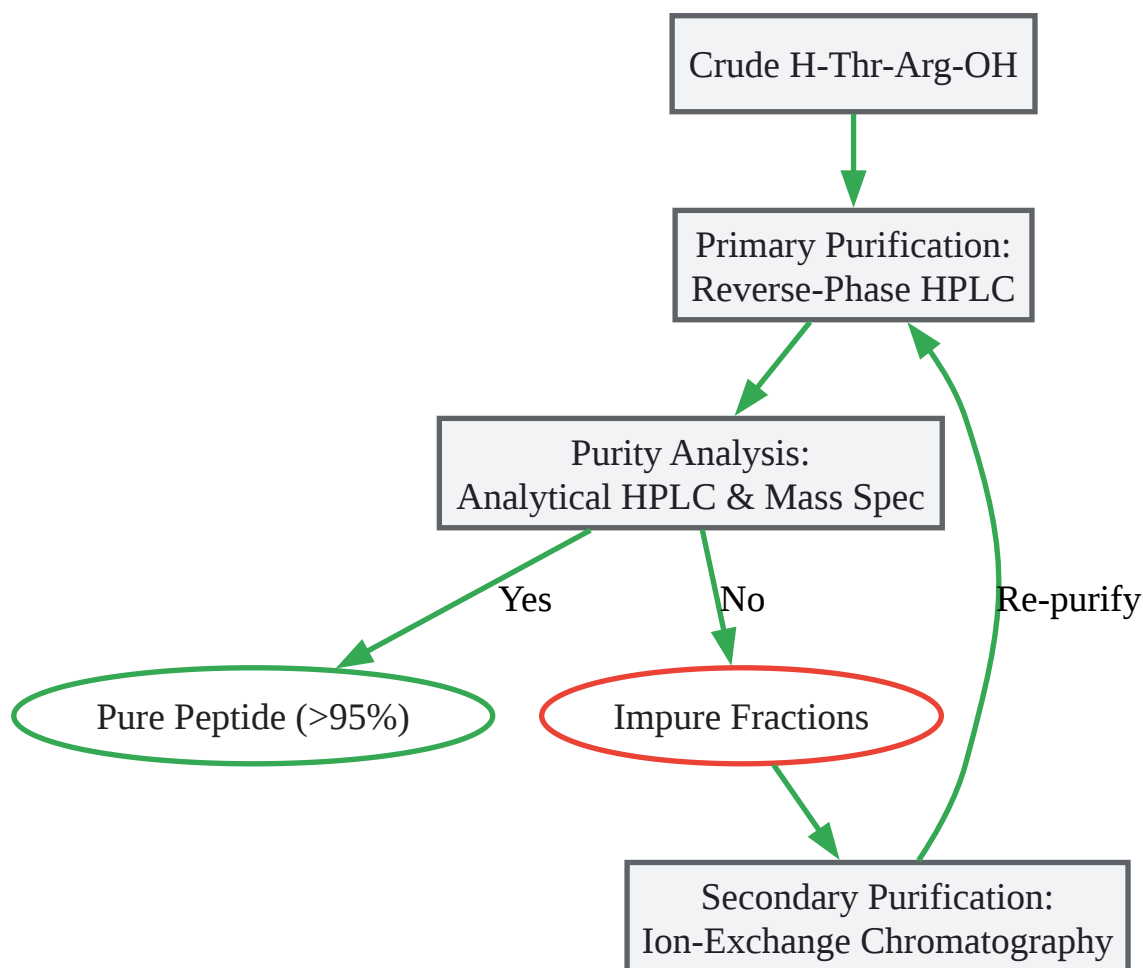 Crude H-Thr-Arg-OH
Primary Purification:
Reverse-Phase HPLC
Purity Analysis:
Analytical HPLC & Mass Spec
Yes
No
Re-purify
Pure Peptide (>95%)
Impure Fractions
Secondary Purification:
Ion-Exchange Chromatography